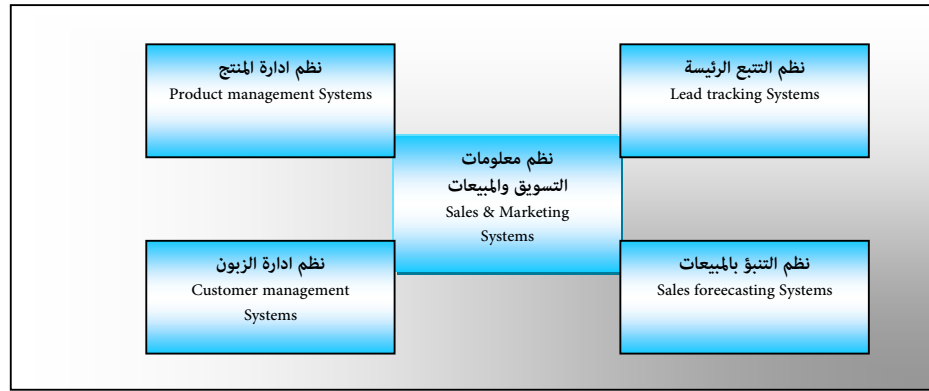 نظم التتبع الرئيسة
Lead tracking Systems
نظم ادارة المنتج
Product management Systems
نظم معلومات
التسويق والمبيعات
Sales & Marketing
Systems
نظم التنبؤ بالمبيعات
Sales foreecasting Systems
نظم ادارة الزبون
Customer management
Systems